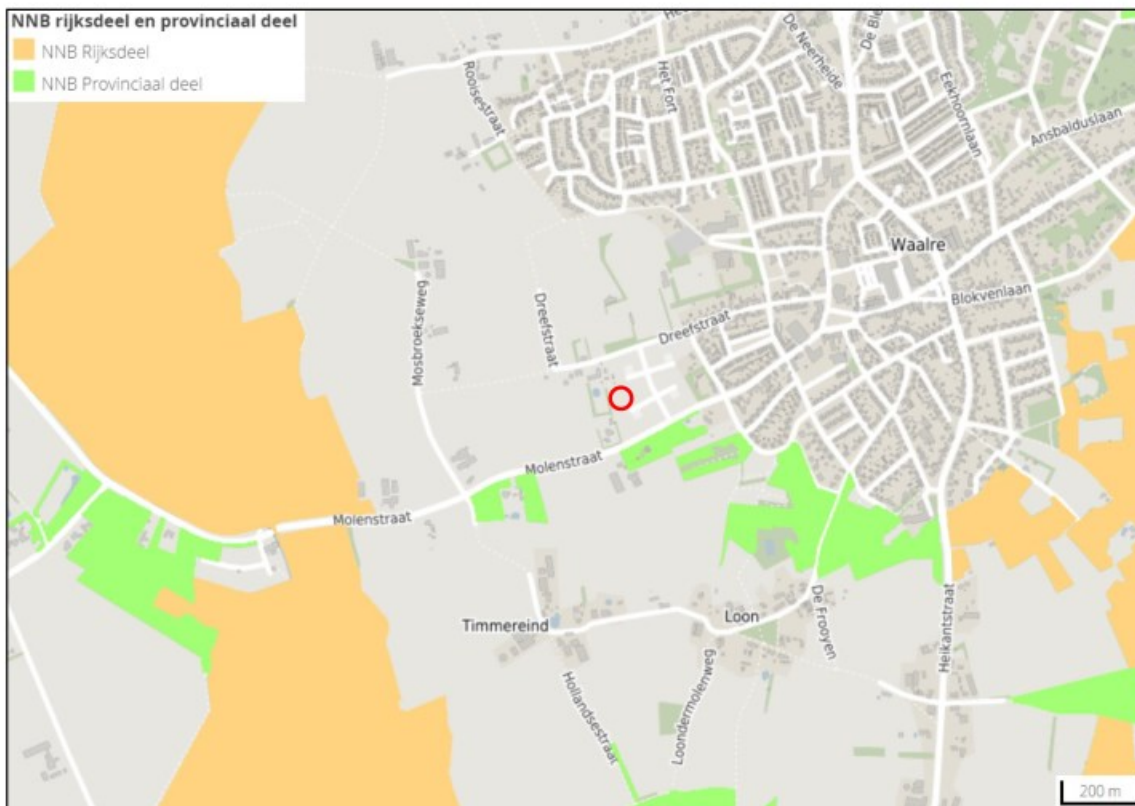 NNB rijksdeel en provinciaal deel
NNB Rijksdeel
NNB Provinciaal deel
De Neerheide
Rooisestraat
Het Fort
Eekhoornlaan
Ansbalduslaan
Waalre
Mosbroekseweg
Dreefstraat
Dreefstraat
Blokvenlaan
Molenstraat
Molenstraat
Timmereind
Loon
De Frooyen
Heikantstraat
Hollandsestraat
Loondermolenweg
200 m